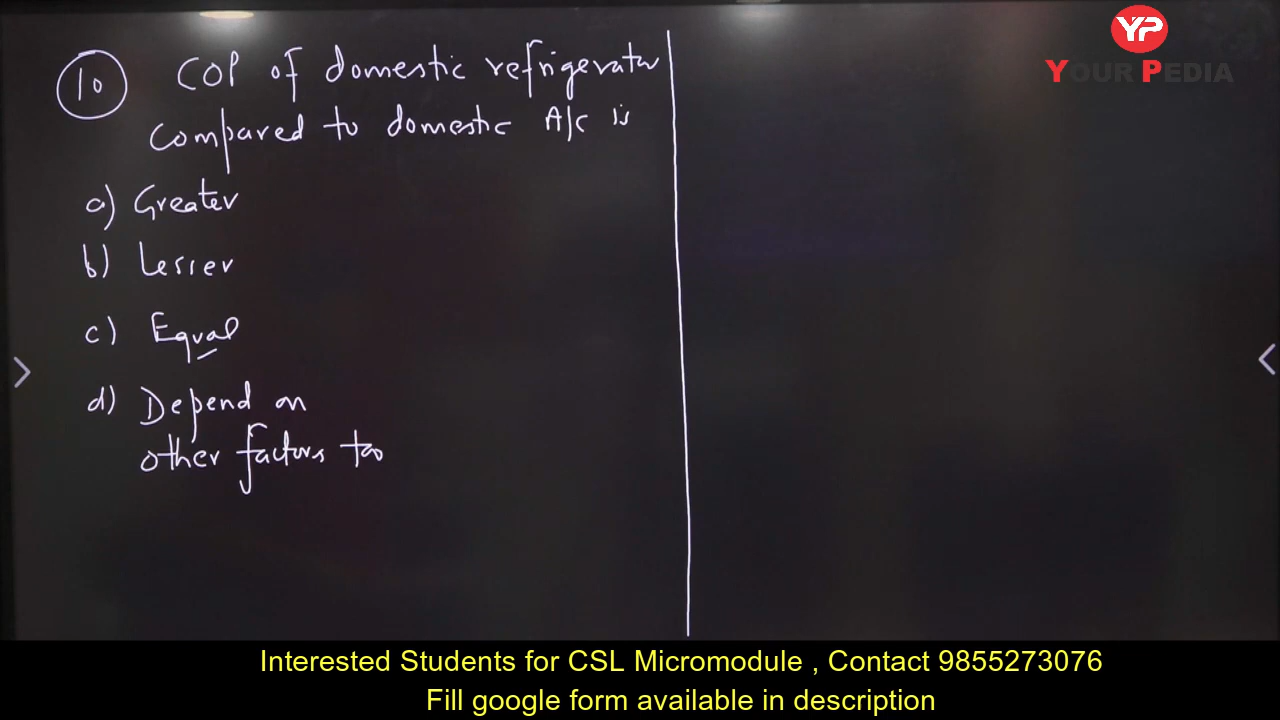 YP
YOUR PEDIA
10
COP of domestic refrigerator
compared to domestic A/c is
a) Greater
b) Lesser
c) Equal
d) Depend on
other factors too
Interested Students for CSL Micromodule , Contact 9855273076
Fill google form available in description